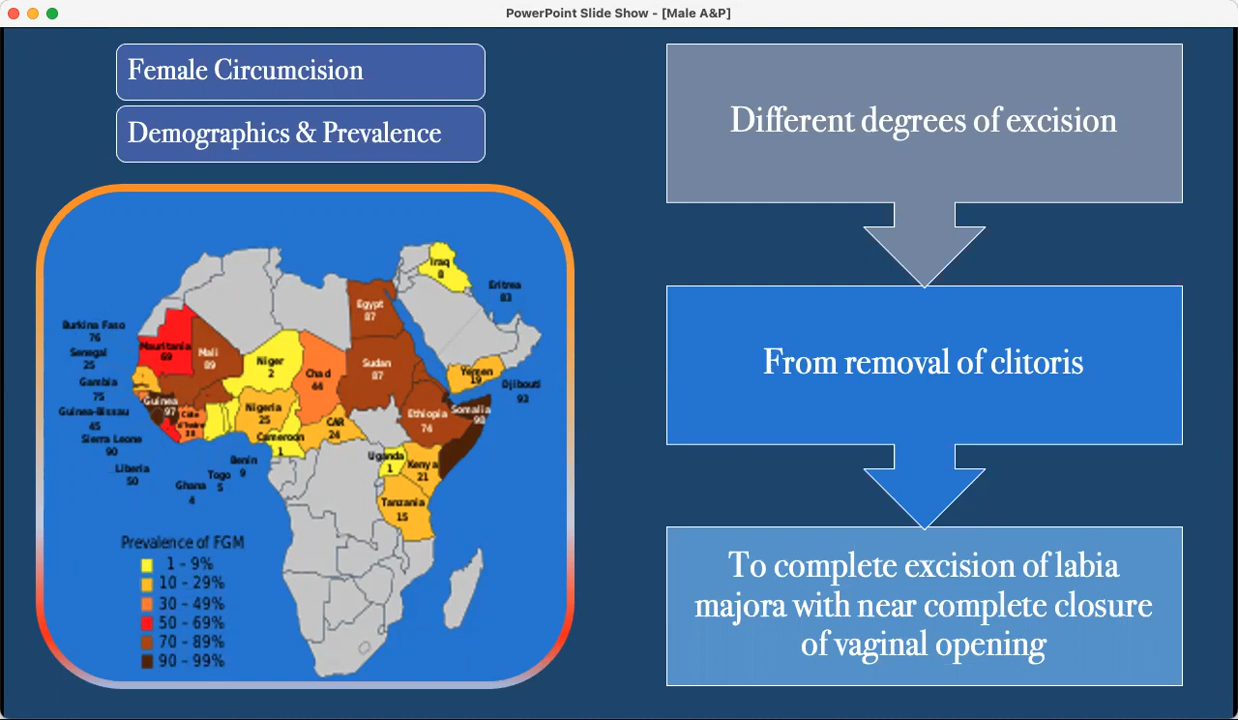 PowerPoint Slide Show - [Male A&P]
Female Circumcision
Demographics & Prevalence
Different degrees of excision
From removal of clitoris
To complete excision of labia
majora with near complete closure
of vaginal opening
Iraq
8
Eritrea
83
Egypt
87
Burkina Faso
76
Mauritania
69
Mali
89
Senegal
25
Niger
2
Chad
44
Sudan
87
Yemen
19
Djibouti
93
Gambia
75
Guinea
97
Guinea-Bissau
45
Nigeria
25
Ethiopia
74
Somalia
98
CAR
24
Sierra Leone
90
Cameroon
1
Uganda
1
Kenya
21
Liberia
50
Benin
9
Togo
5
Ghana
4
Tanzania
15
Prevalence of FGM
1 - 9%
10 - 29%
30 - 49%
50 - 69%
70 - 89%
90 - 99%